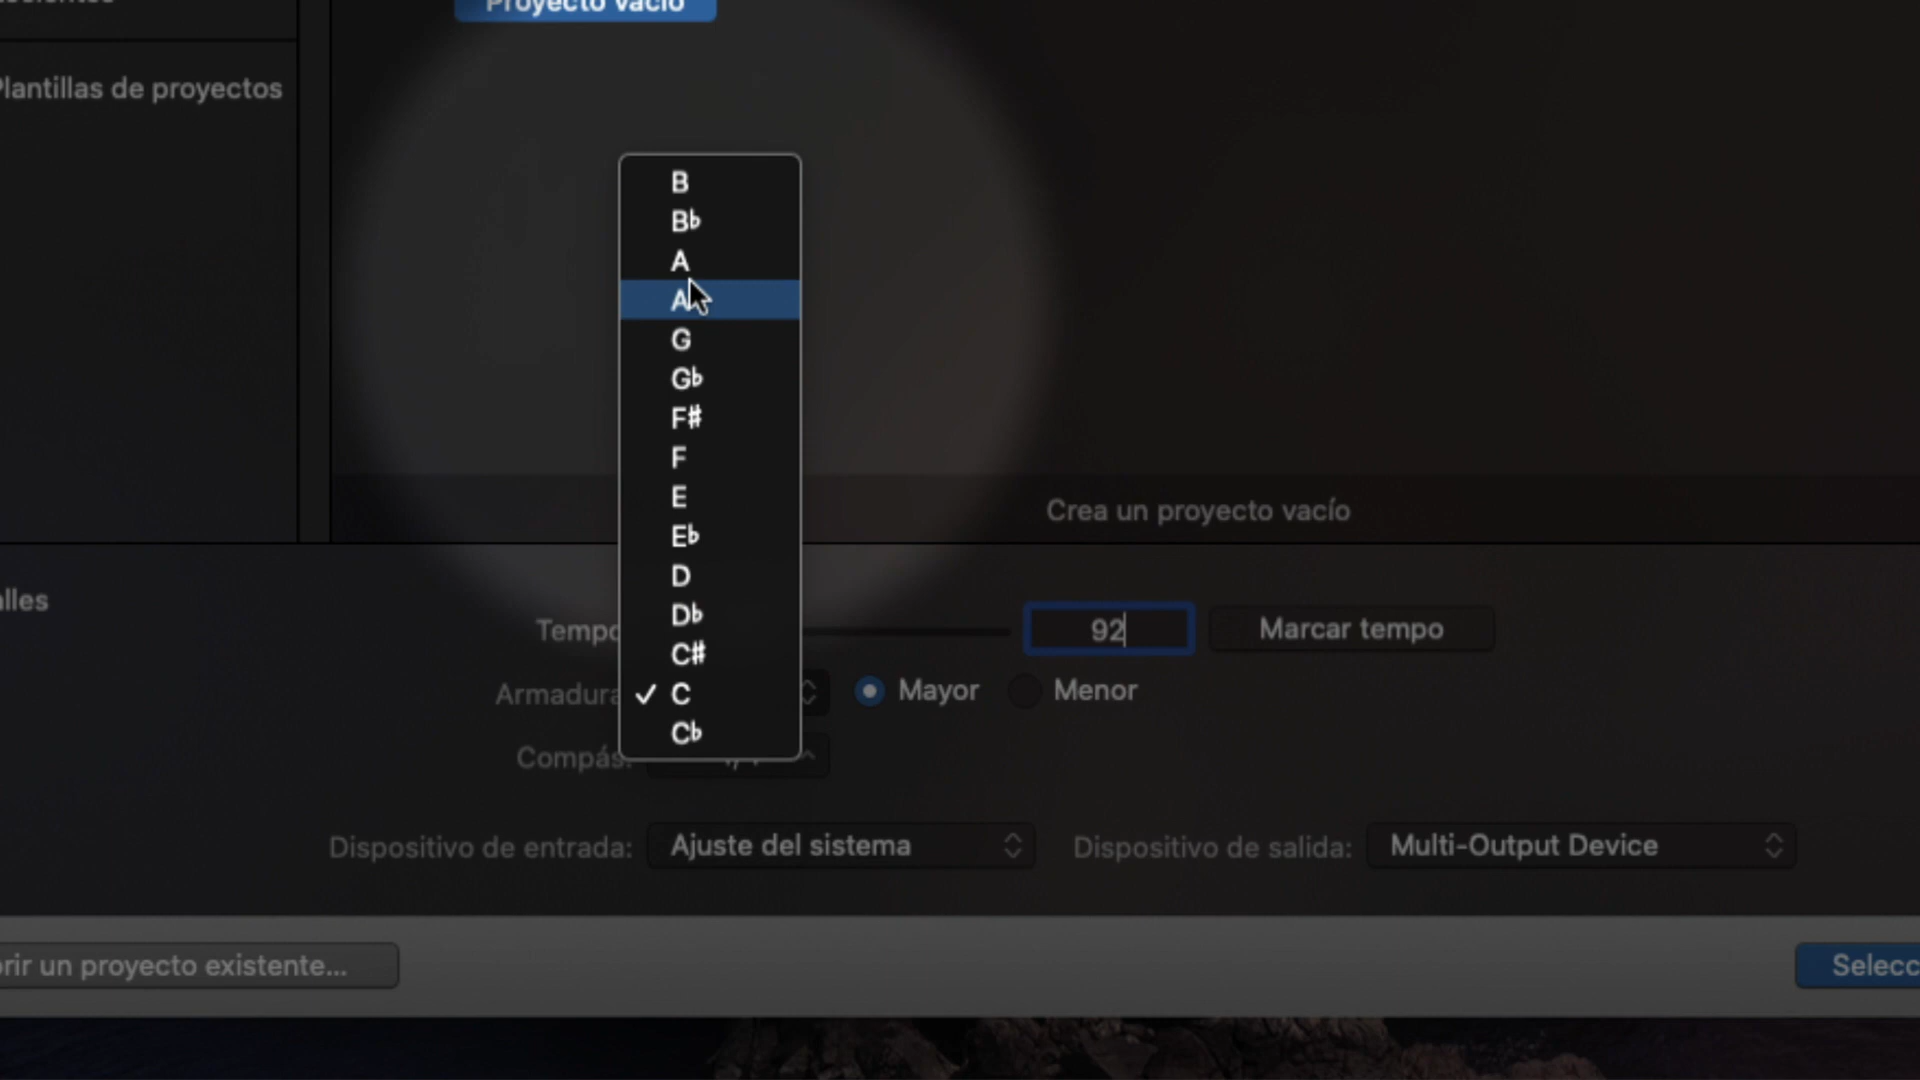 Proyecto vacío
Plantillas de proyectos
B
B♭
A
A
G
G♭
F♯
F
E
E♭
D
D♭
C♯
✓ C
C♭
Crea un proyecto vacío
lles
Tempo
92
Marcar tempo
Armadura
Mayor
Menor
Compás:
Dispositivo de entrada:
Ajuste del sistema
Dispositivo de salida:
Multi-Output Device
rir un proyecto existente...
Selecc